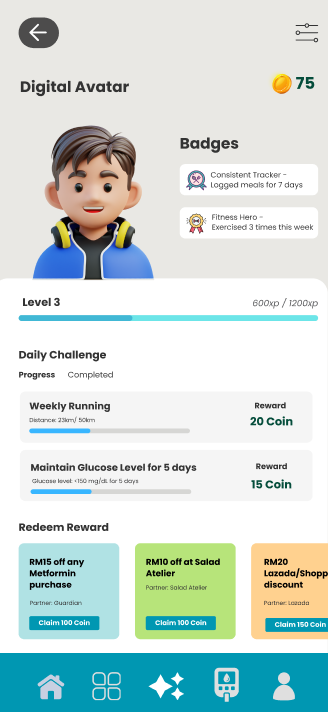 Digital Avatar
75
Badges
Consistent Tracker -
Logged meals for 7 days
Fitness Hero -
Exercised 3 times this week
Level 3
600xp / 1200xp
Daily Challenge
Progress Completed
Weekly Running
Distance: 23km/ 50km
Reward
20 Coin
Maintain Glucose Level for 5 days
Glucose level: <150 mg/dL for 5 days
Reward
15 Coin
Redeem Reward
RM15 off any
Metformin
purchase
Partner: Guardian
Claim 100 Coin
RM10 off at Salad
Atelier
Partner: Salad Atelier
Claim 100 Coin
RM20
Lazada/Shopp
discount
Partner: Lazada
Claim 150 Coin